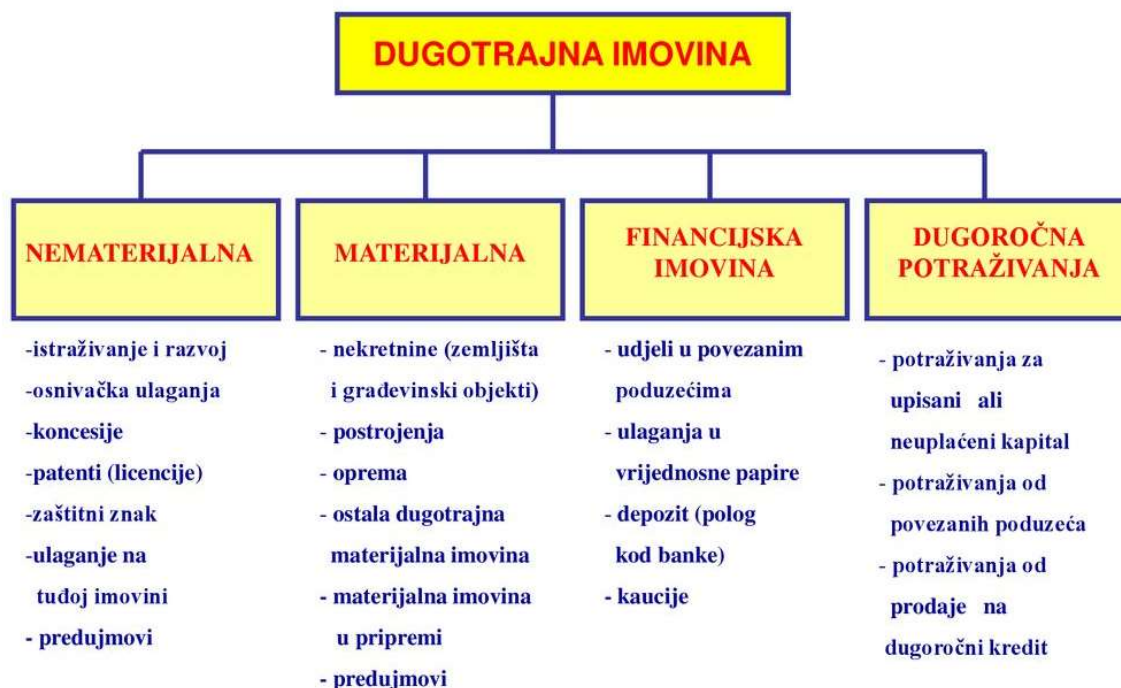 DUGOTRAJNA IMOVINA
NEMATERIJALNA
-istraživanje i razvoj
-osnivačka ulaganja
-koncesije
-patenti (licencije)
-zaštitni znak
-ulaganje na
tuđoj imovini
- predujmovi
MATERIJALNA
- nekretnine (zemljišta
i građevinski objekti)
- postrojenja
- oprema
- ostala dugotrajna
materijalna imovina
- materijalna imovina
u pripremi
- predujmovi
FINANCIJSKA
IMOVINA
- udjeli u povezanim
poduzećima
- ulaganja u
vrijednosne papire
- depozit (polog
kod banke)
- kaucije
DUGOROČNA
POTRAŽIVANJA
- potraživanja za
upisani ali
neuplaćeni kapital
- potraživanja od
povezanih poduzeća
- potraživanja od
prodaje na
dugoročni kredit